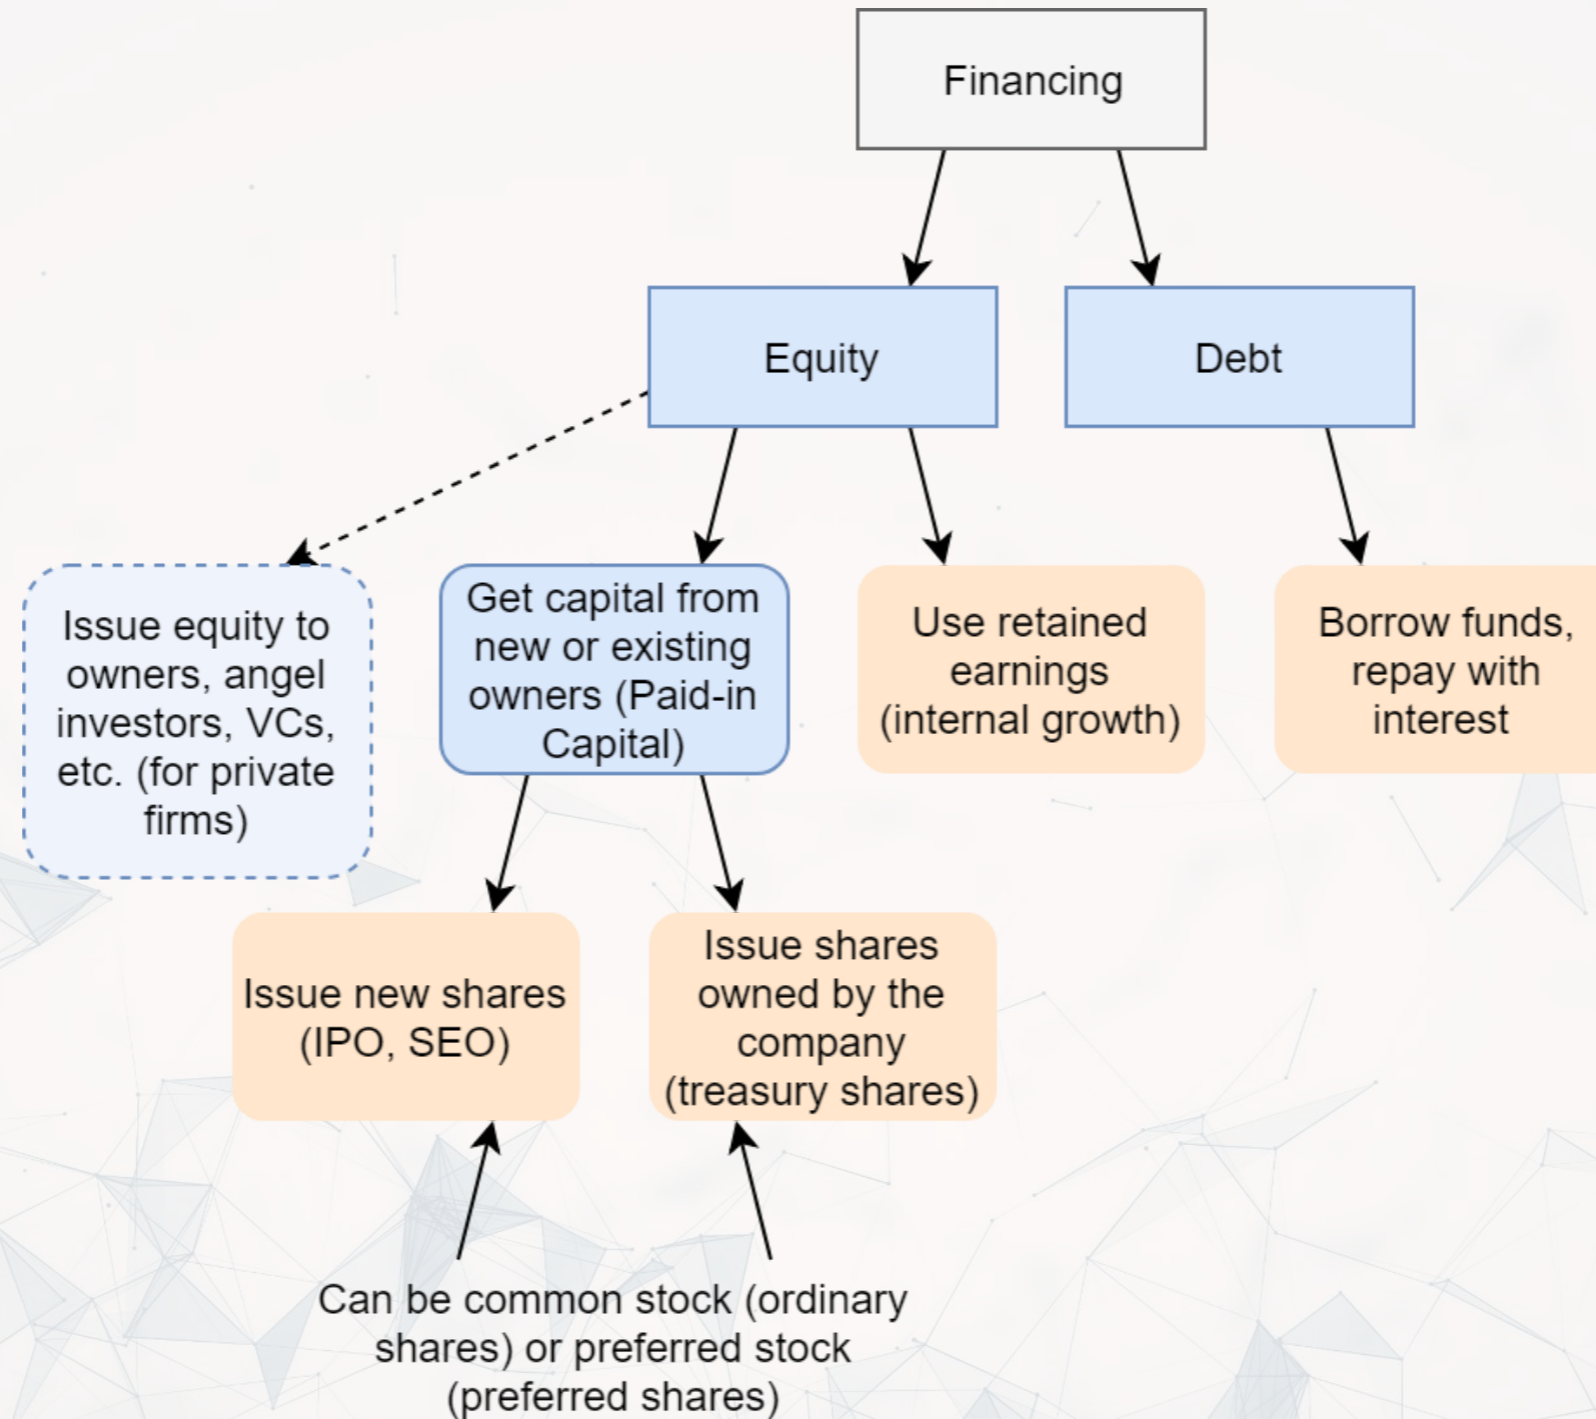 Financing
Equity
Debt
Issue equity to
owners, angel
investors, VCs,
etc. (for private
firms)
Get capital from
new or existing
owners (Paid-in
Capital)
Use retained
earnings
(internal growth)
Borrow funds,
repay with
interest
Issue new shares
(IPO, SEO)
Issue shares
owned by the
company
(treasury shares)
Can be common stock (ordinary
shares) or preferred stock
(preferred shares)